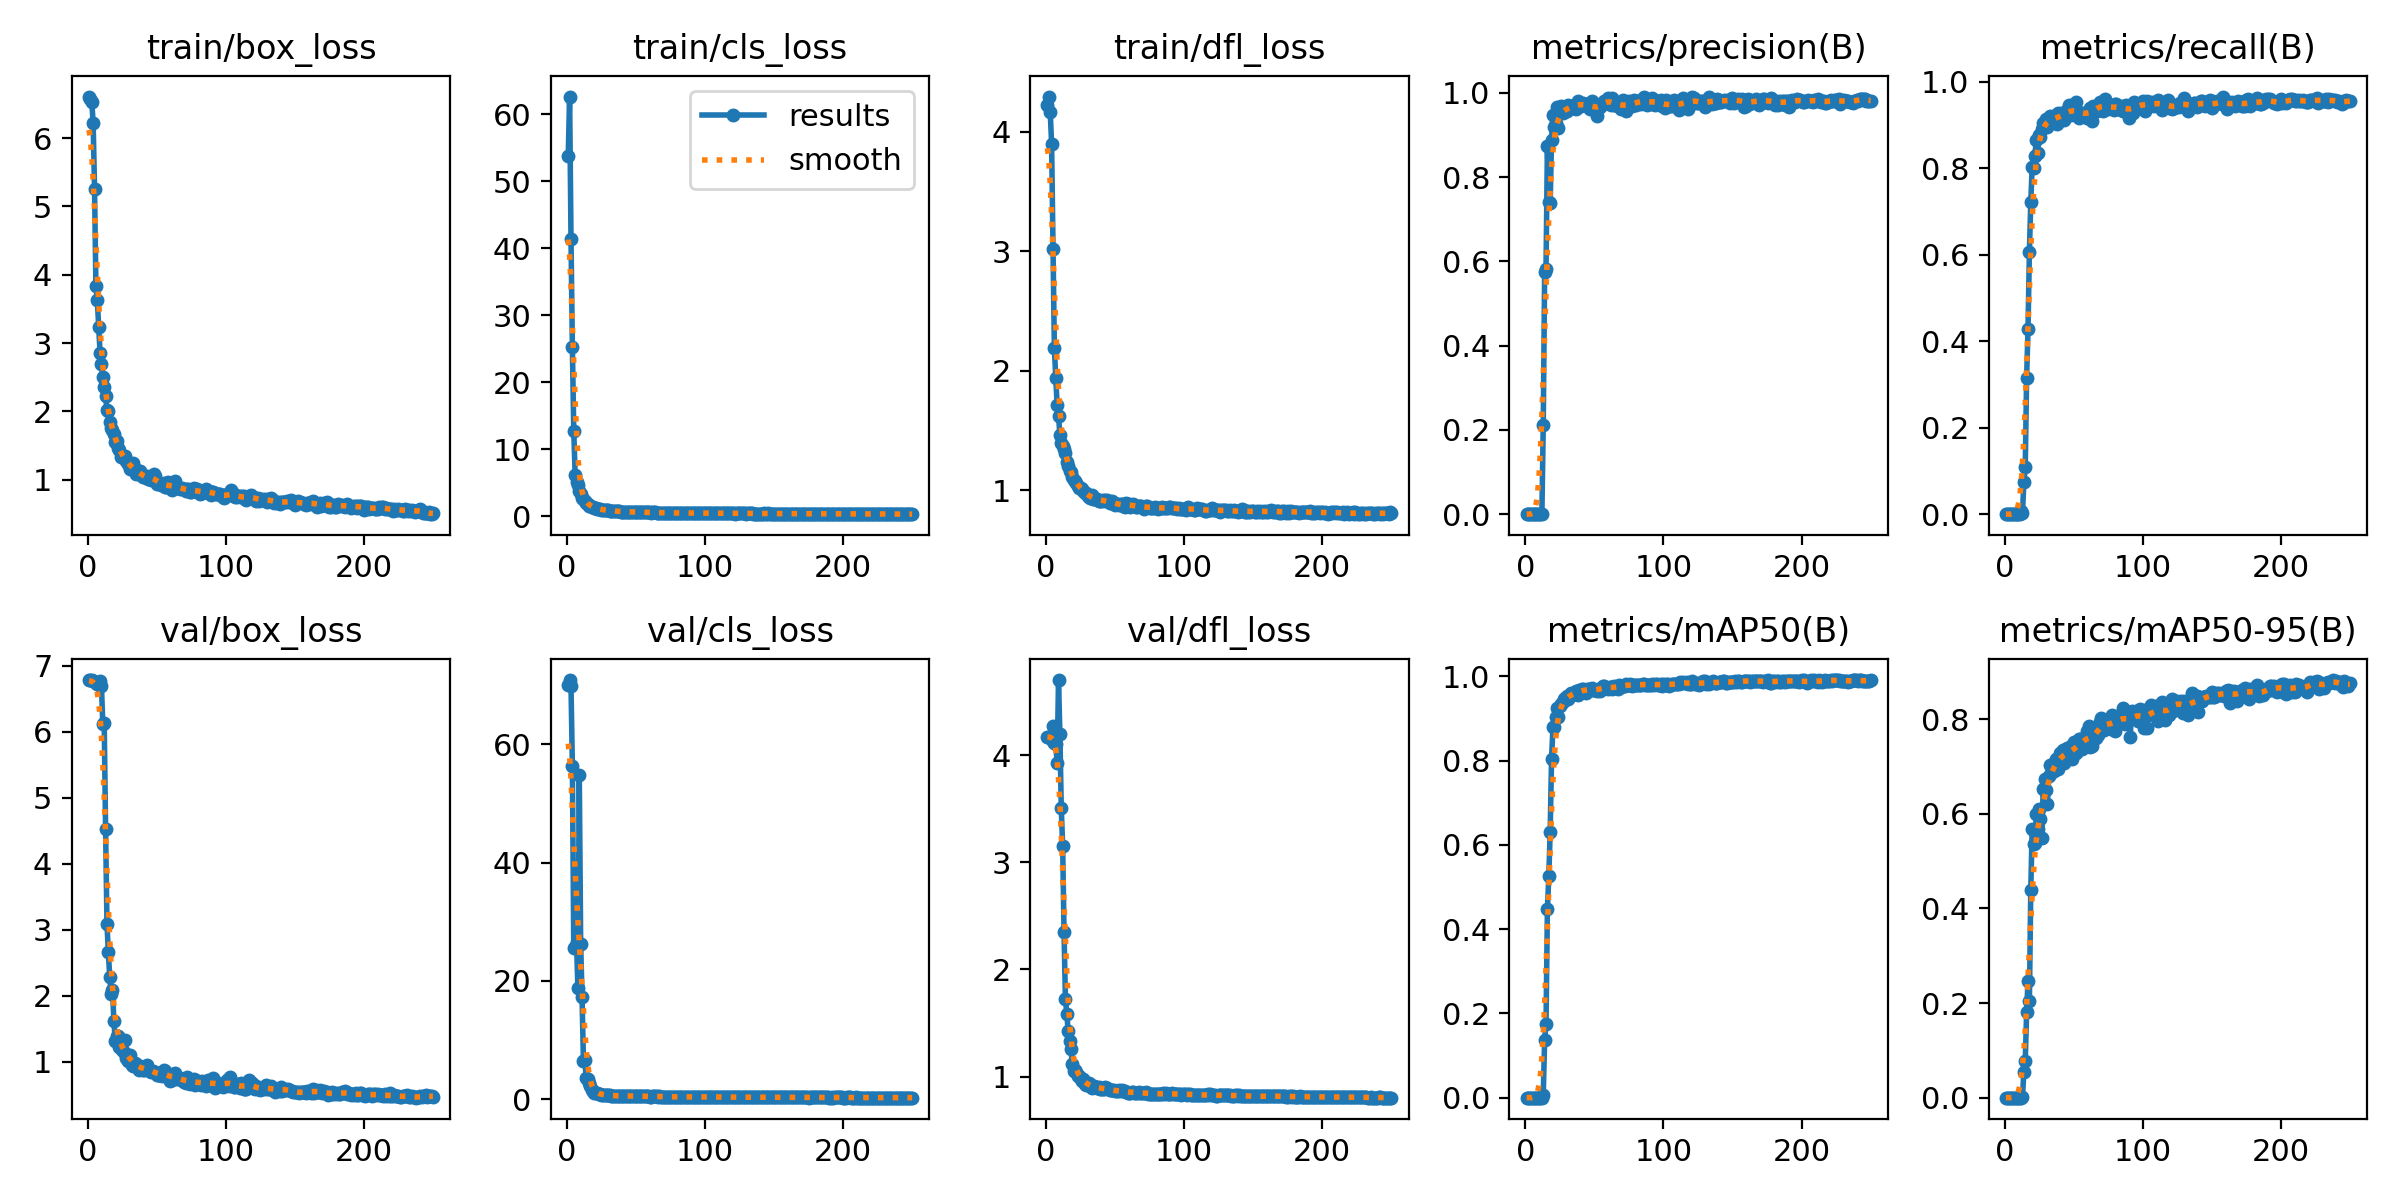 train/box_loss
6
5
4
3
2
1
0 100 200
train/cls_loss
results
smooth
60
50
40
30
20
10
0
0 100 200
train/dfl_loss
4
3
2
1
0 100 200
metrics/precision(B)
1.0
0.8
0.6
0.4
0.2
0.0
0 100 200
metrics/recall(B)
1.0
0.8
0.6
0.4
0.2
0.0
0 100 200
val/box_loss
7
6
5
4
3
2
1
0 100 200
val/cls_loss
60
40
20
0
0 100 200
val/dfl_loss
4
3
2
1
0 100 200
metrics/mAP50(B)
1.0
0.8
0.6
0.4
0.2
0.0
0 100 200
metrics/mAP50-95(B)
0.8
0.6
0.4
0.2
0.0
0 100 200